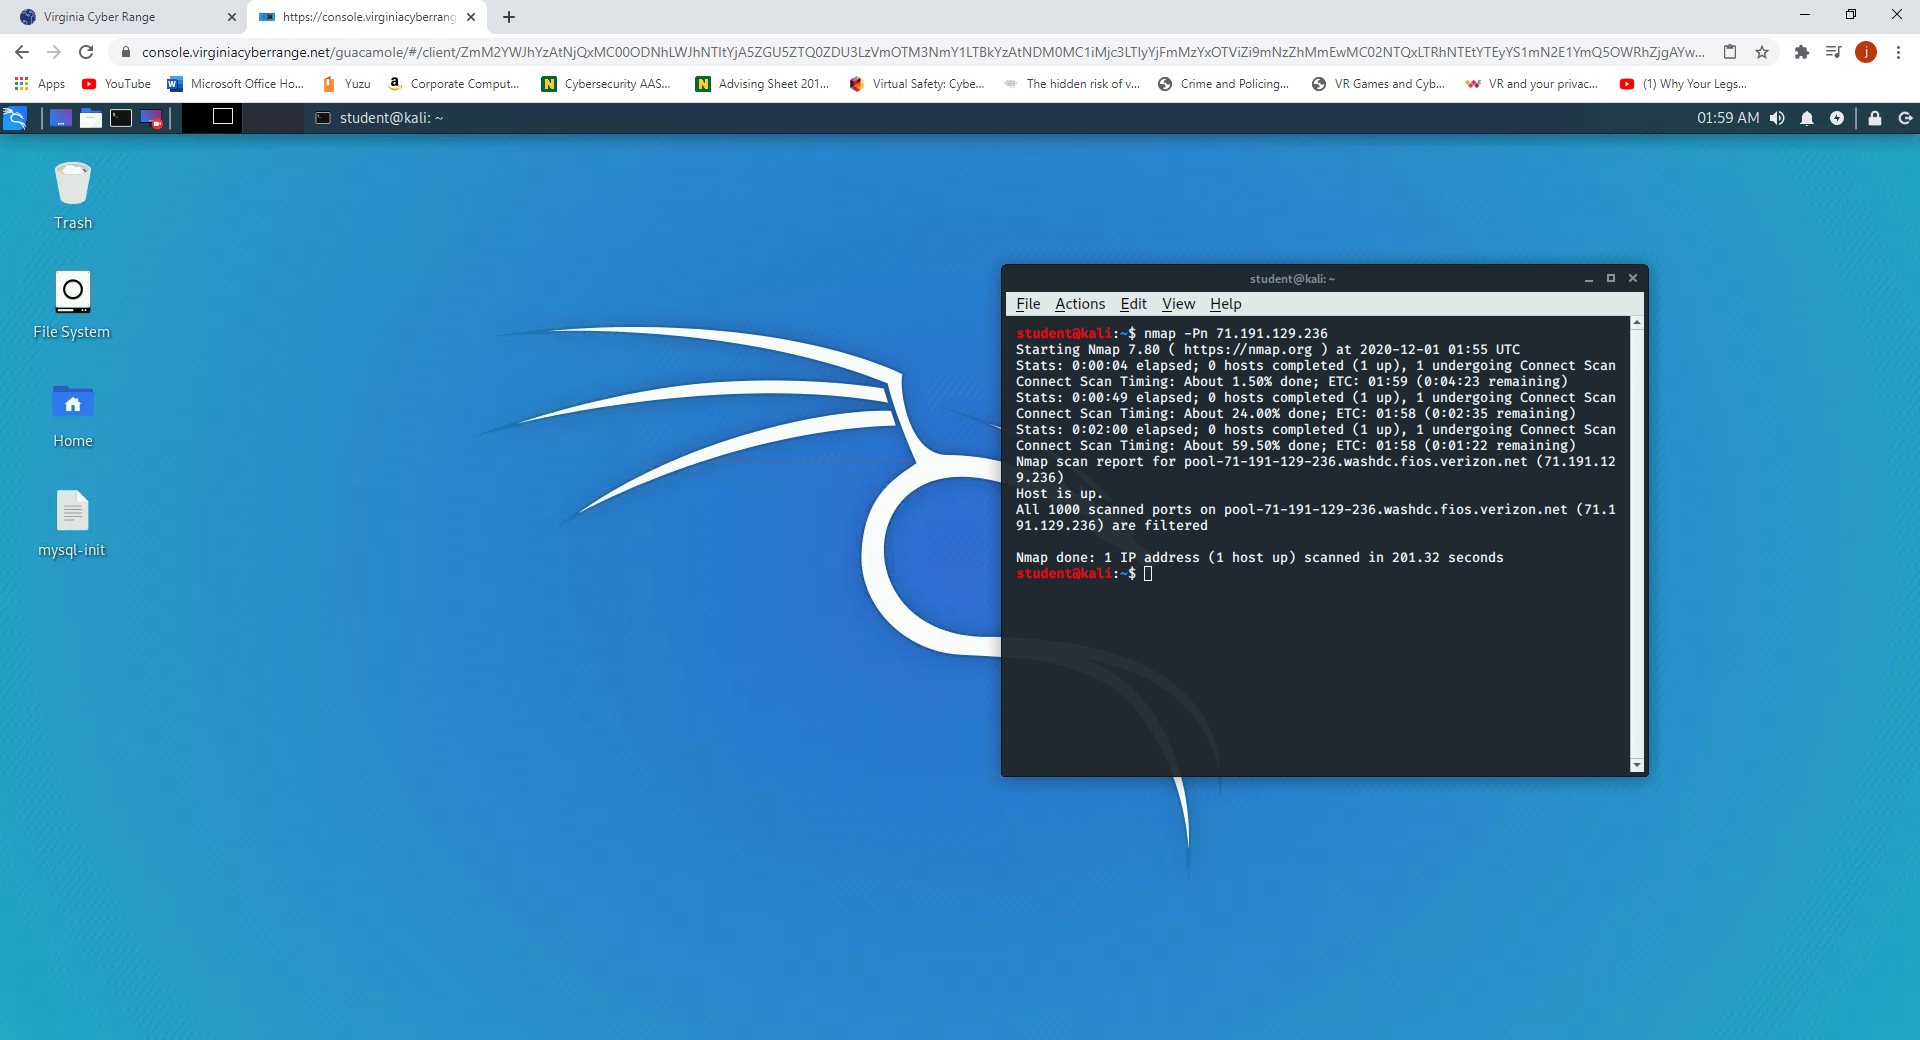 Virginia Cyber Range
https://console.virginiacyberrang
console.virginiacyberrange.net/guacamole/#/client/
Apps
YouTube
Microsoft Office Ho...
Yuzu
Corporate Comput...
Cybersecurity AAS...
Advising Sheet 201...
Virtual Safety: Cybe...
The hidden risk of v...
Crime and Policing...
VR Games and Cyb...
VR and your privac...
(1) Why Your Legs...
student@kali: ~
01:59 AM
Trash
File System
Home
mysql-init
student@kali: ~
File Actions Edit View Help
student@kali:~$ nmap -Pn 71.191.129.236
Starting Nmap 7.80 ( https://nmap.org ) at 2020-12-01 01:55 UTC
Stats: 0:00:04 elapsed; 0 hosts completed (1 up), 1 undergoing Connect Scan
Connect Scan Timing: About 1.50% done; ETC: 01:59 (0:04:23 remaining)
Stats: 0:00:49 elapsed; 0 hosts completed (1 up), 1 undergoing Connect Scan
Connect Scan Timing: About 24.00% done; ETC: 01:58 (0:02:35 remaining)
Stats: 0:02:00 elapsed; 0 hosts completed (1 up), 1 undergoing Connect Scan
Connect Scan Timing: About 59.50% done; ETC: 01:58 (0:01:22 remaining)
Nmap scan report for pool-71-191-129-236.washdc.fios.verizon.net (71.191.12
9.236)
Host is up.
All 1000 scanned ports on pool-71-191-129-236.washdc.fios.verizon.net (71.1
91.129.236) are filtered
Nmap done: 1 IP address (1 host up) scanned in 201.32 seconds
student@kali:~$